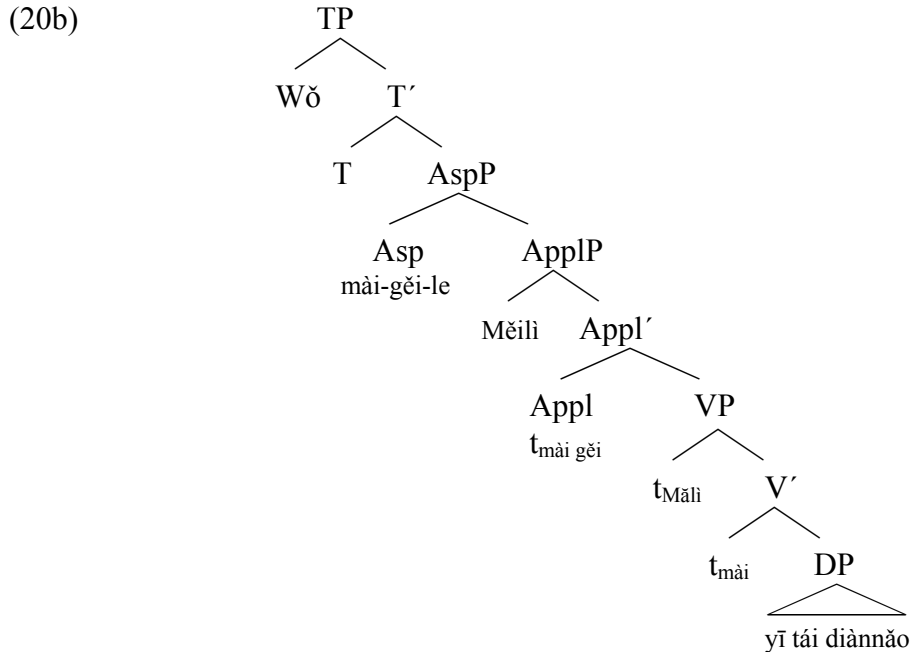 (20b) TP
Wǒ T´
T AspP
Asp ApplP
mài-gěi-le
Měilì Appl´
Appl VP
tmài gěi
tMǎlì V´
tmài DP
yī tái diànnǎo